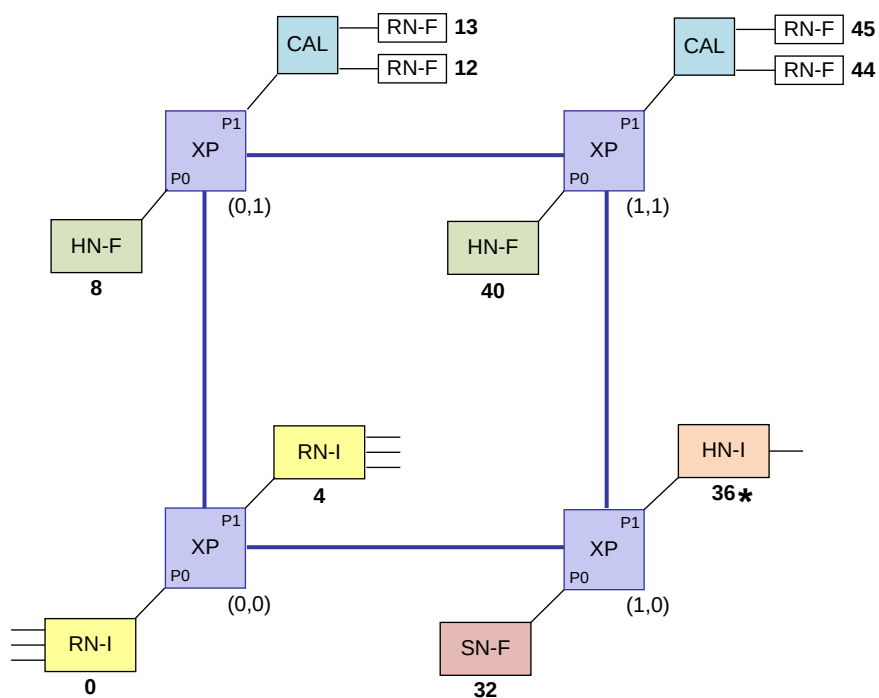 CAL
RN-F 13
RN-F 12
CAL
RN-F 45
RN-F 44
P1
XP
P0
(0,1)
P1
XP
P0
(1,1)
HN-F
8
HN-F
40
RN-I
4
HN-I
36*
P1
XP
P0
(0,0)
P1
XP
P0
(1,0)
RN-I
0
SN-F
32